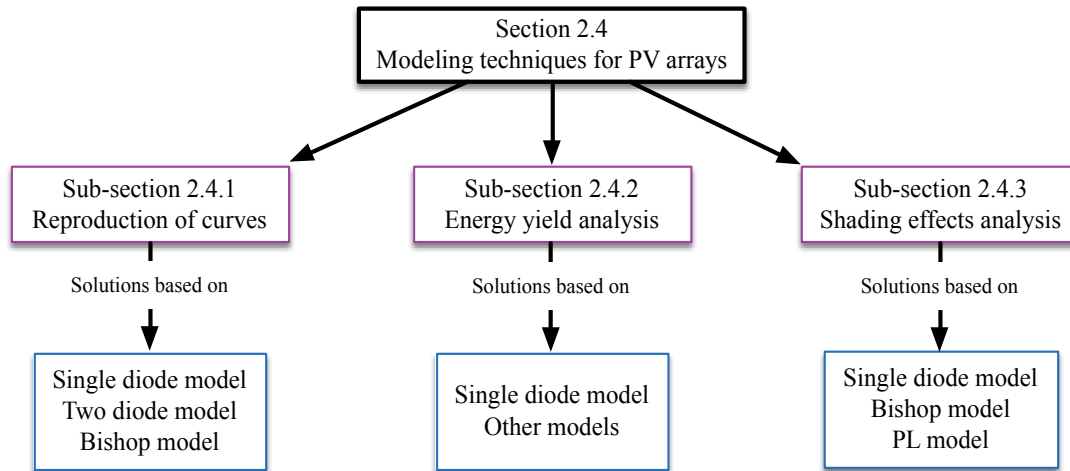 Section 2.4
Modeling techniques for PV arrays
Sub-section 2.4.1
Reproduction of curves
Sub-section 2.4.2
Energy yield analysis
Sub-section 2.4.3
Shading effects analysis
Solutions based on
Solutions based on
Solutions based on
Single diode model
Two diode model
Bishop model
Single diode model
Other models
Single diode model
Bishop model
PL model